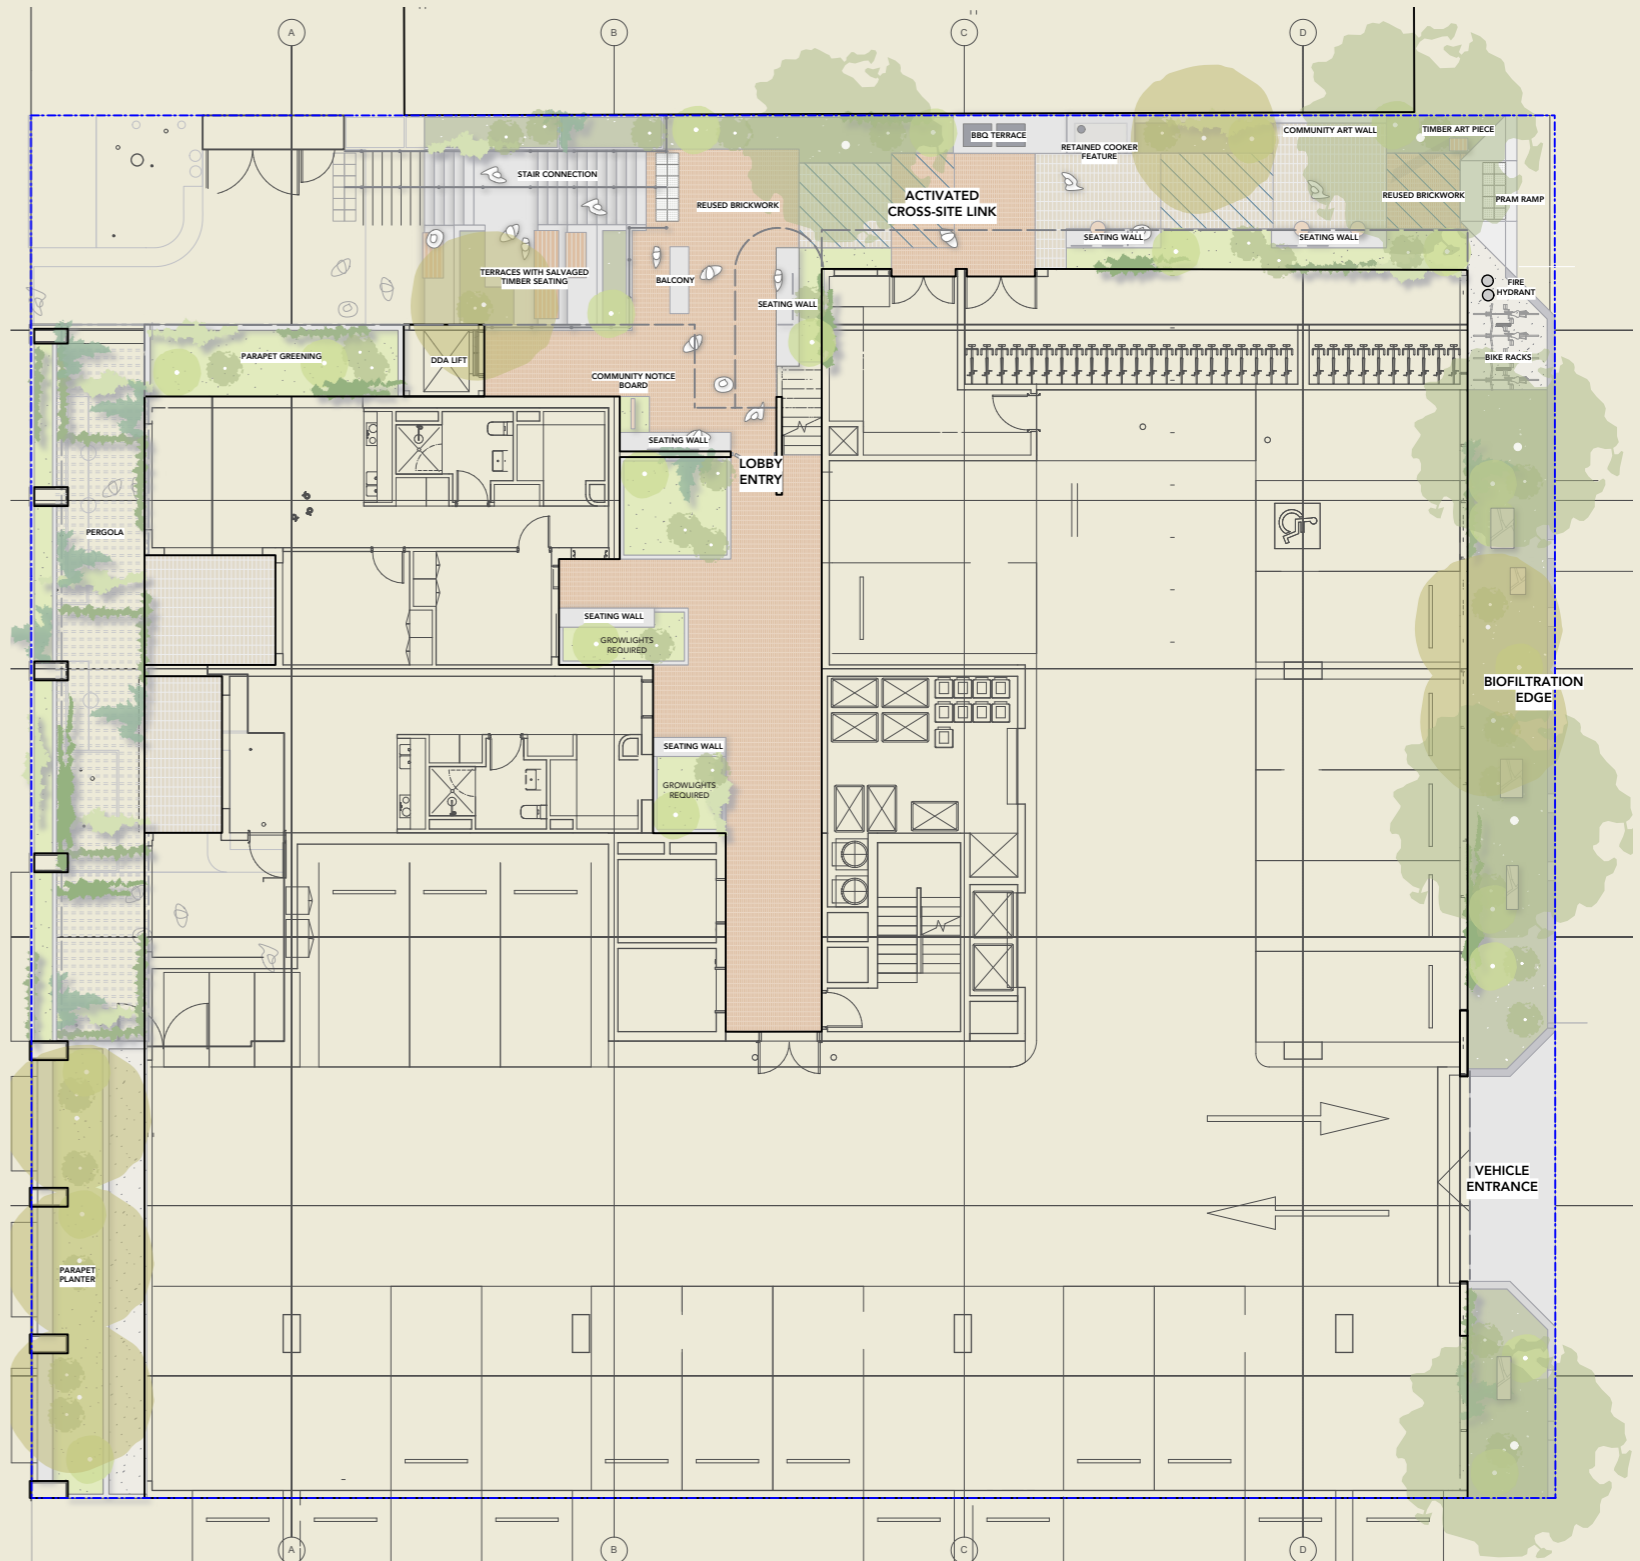 A
B
C
D
STAIR CONNECTION
REUSED BRICKWORK
TERRACES WITH SALVAGED
TIMBER SEATING
BALCONY
SEATING WALL
ACTIVATED
CROSS-SITE LINK
BBQ TERRACE
RETAINED COOKER
FEATURE
COMMUNITY ART WALL
TIMBER ART PIECE
REUSED BRICKWORK
PRAM RAMP
SEATING WALL
SEATING WALL
FIRE
HYDRANT
BIKE RACKS
PARAPET GREENING
DDA LIFT
COMMUNITY NOTICE
BOARD
SEATING WALL
LOBBY
ENTRY
PERGOLA
SEATING WALL
GROWLIGHTS
REQUIRED
BIOFILTRATION
EDGE
SEATING WALL
GROWLIGHTS
REQUIRED
VEHICLE
ENTRANCE
PARAPET
PLANTER
A
B
C
D